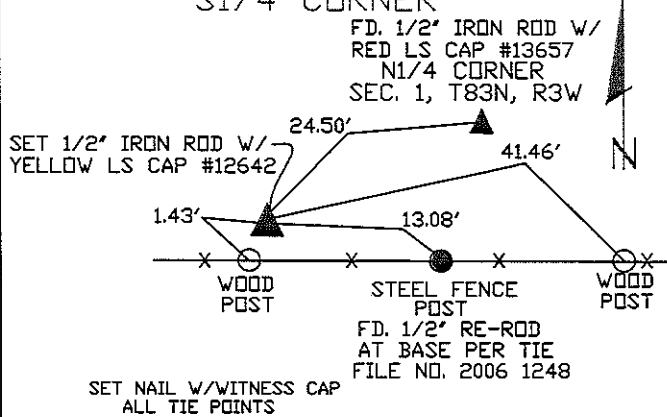 S1/4 CORNER
FD. 1/2" IRON ROD W/
RED LS CAP #13657
N1/4 CORNER
SEC. 1, T83N, R3W
SET 1/2" IRON ROD W/
YELLOW LS CAP #12642
24.50'
41.46'
N
1.43'
13.08'
X
X
X
X
WOOD
POST
STEEL FENCE
POST
WOOD
POST
FD. 1/2" RE-ROD
AT BASE PER TIE
FILE NO. 2006 1248
SET NAIL W/WITNESS CAP
ALL TIE POINTS